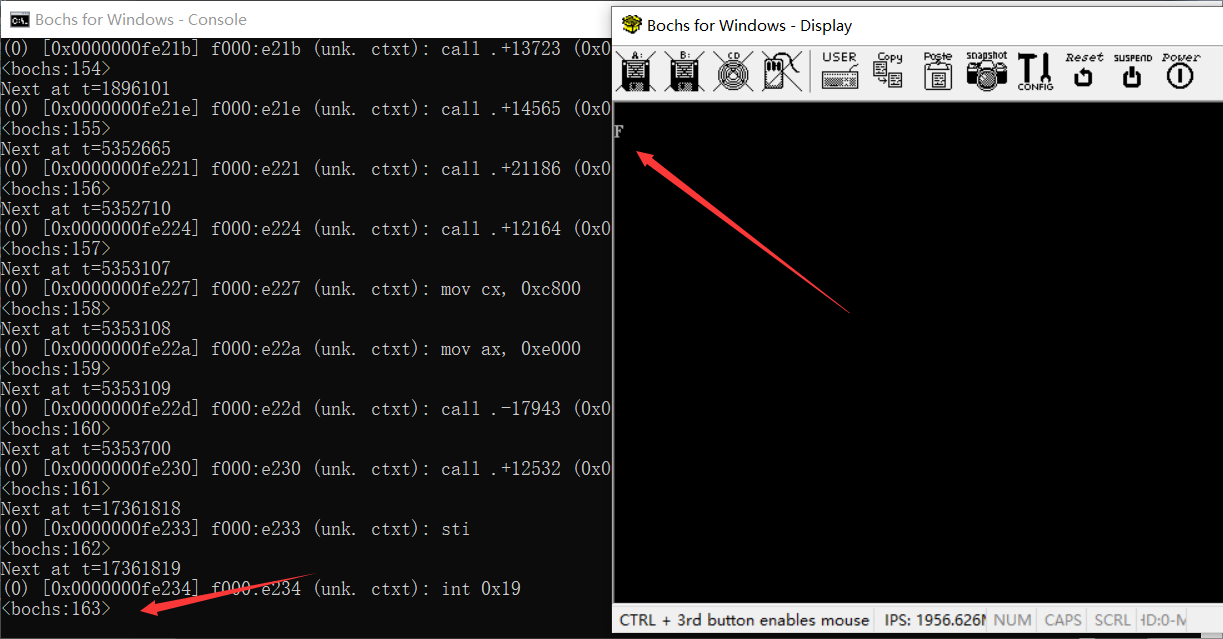 Bochs for Windows - Console
(0) [0x0000000fe21b] f000:e21b (unk. ctxt): call .+13723 (0x0
<bochs:154>
Next at t=1896101
(0) [0x0000000fe21e] f000:e21e (unk. ctxt): call .+14565 (0x0
<bochs:155>
Next at t=5352665
(0) [0x0000000fe221] f000:e221 (unk. ctxt): call .+21186 (0x0
<bochs:156>
Next at t=5352710
(0) [0x0000000fe224] f000:e224 (unk. ctxt): call .+12164 (0x0
<bochs:157>
Next at t=5353107
(0) [0x0000000fe227] f000:e227 (unk. ctxt): mov cx, 0xc800
<bochs:158>
Next at t=5353108
(0) [0x0000000fe22a] f000:e22a (unk. ctxt): mov ax, 0xe000
<bochs:159>
Next at t=5353109
(0) [0x0000000fe22d] f000:e22d (unk. ctxt): call .-17943 (0x0
<bochs:160>
Next at t=5353700
(0) [0x0000000fe230] f000:e230 (unk. ctxt): call .+12532 (0x0
<bochs:161>
Next at t=17361818
(0) [0x0000000fe233] f000:e233 (unk. ctxt): sti
<bochs:162>
Next at t=17361819
(0) [0x0000000fe234] f000:e234 (unk. ctxt): int 0x19
<bochs:163>
Bochs for Windows - Display
A: B: CD USER Copy Paste snapshot CONFIG Reset SUSPEND Power
F
CTRL + 3rd button enables mouse IPS: 1956.626 NUM CAPS SCRL HD:0-M